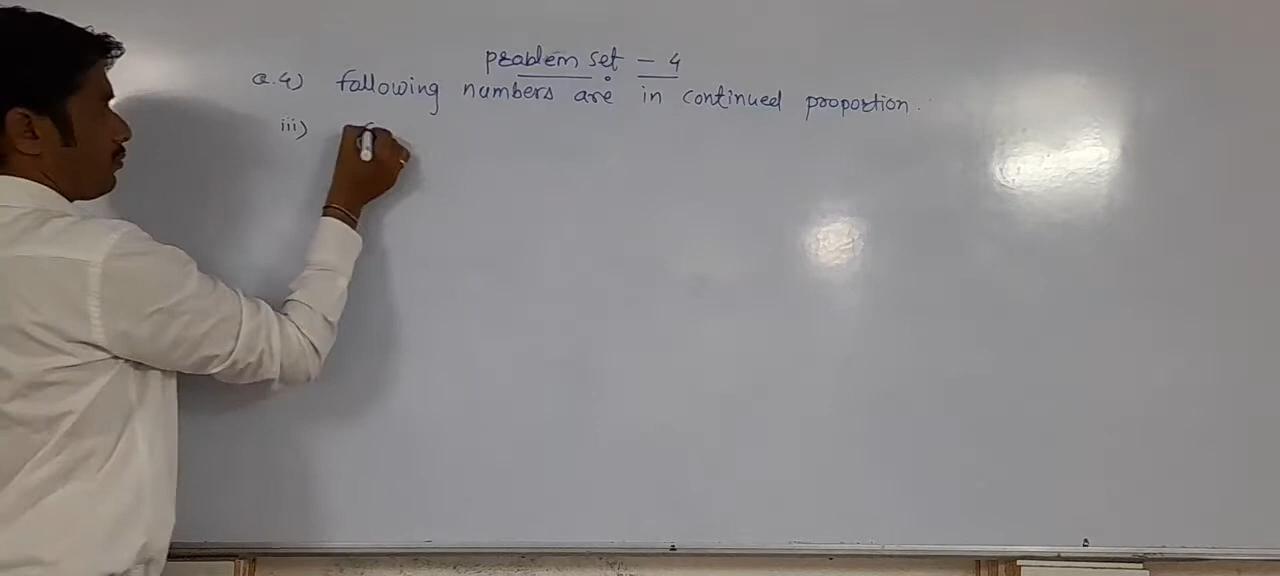 problem set - 4
Q.4) following numbers are in continued proportion.
iii)